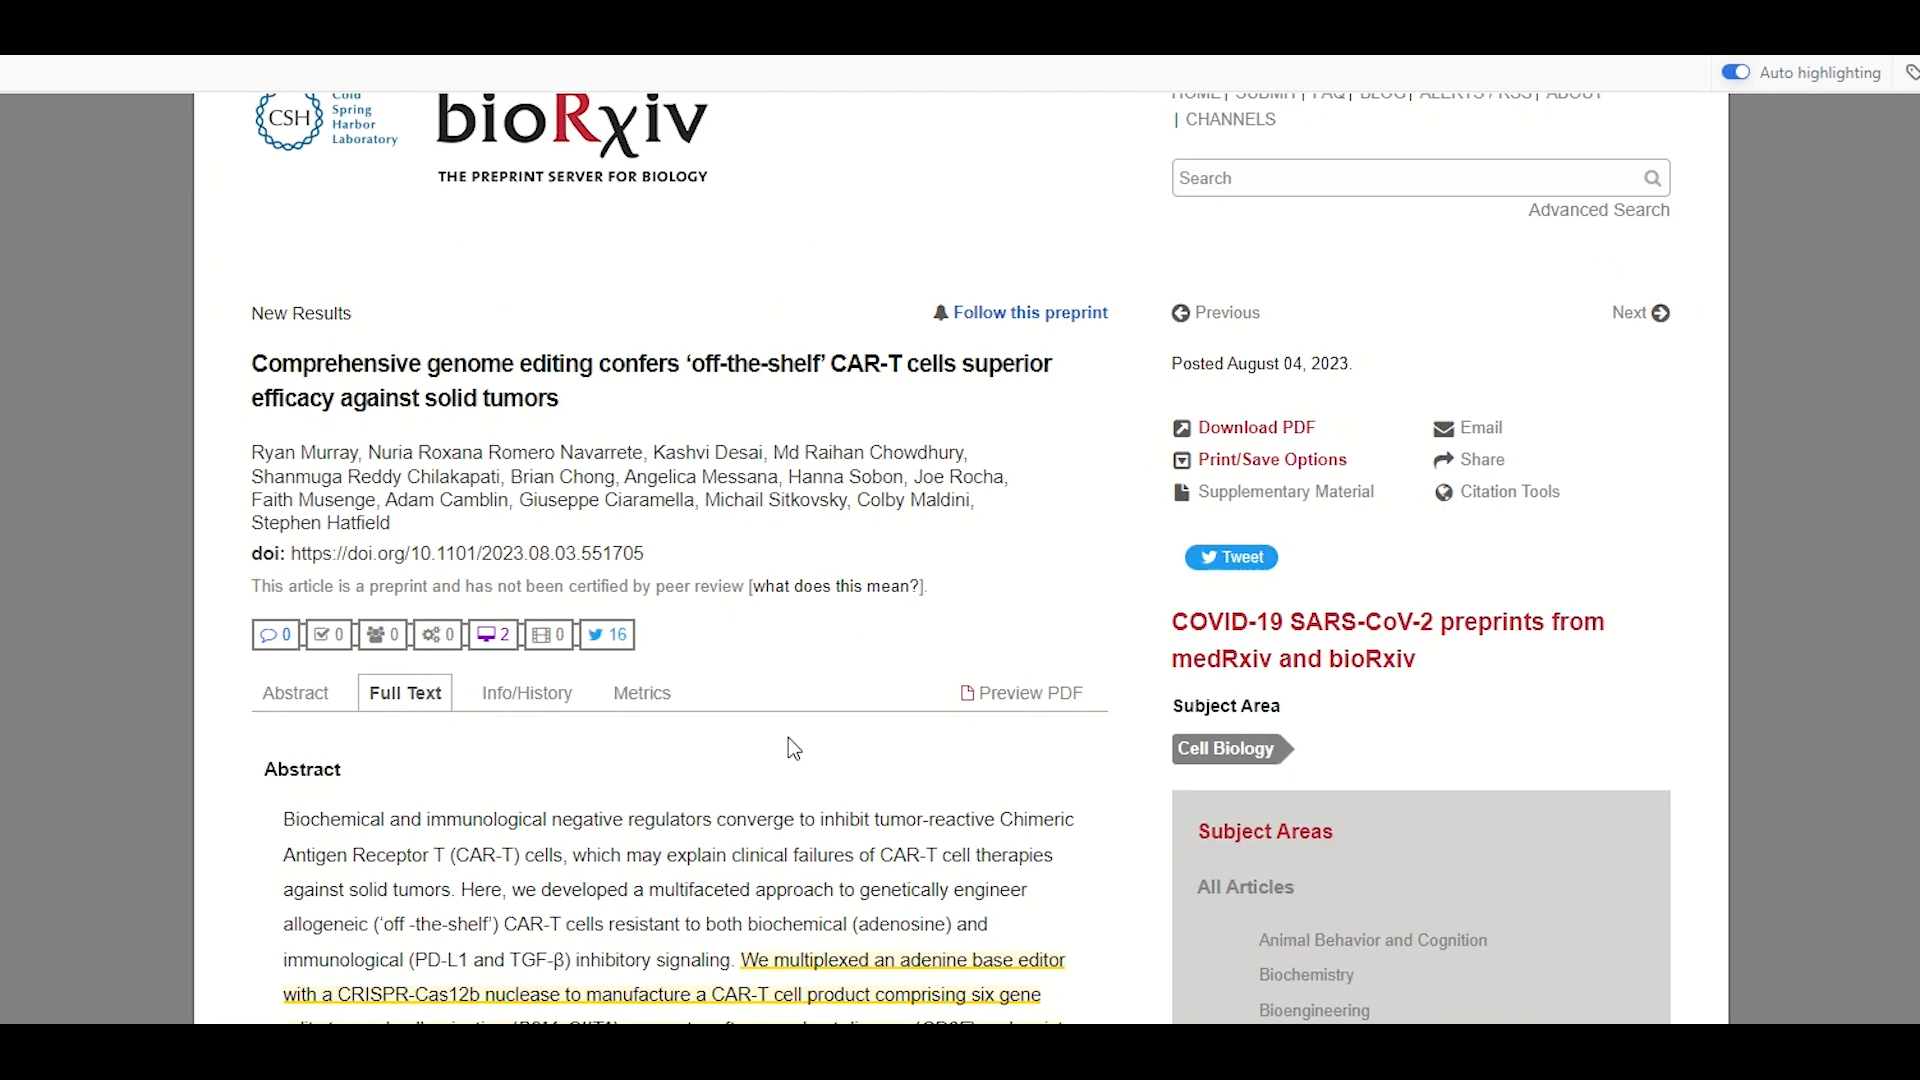 Auto highlighting
Cold
Spring
Harbor
Laboratory
CSH
bioRxiv
THE PREPRINT SERVER FOR BIOLOGY
HOME | SUBMIT | FAQ | BLOG | ALERTS / RSS | ABOUT
| CHANNELS
Search
Advanced Search
New Results
Follow this preprint
Previous
Next
Comprehensive genome editing confers ‘off-the-shelf’ CAR-T cells superior
efficacy against solid tumors
Posted August 04, 2023.
Download PDF
Email
Print/Save Options
Share
Supplementary Material
Citation Tools
Ryan Murray, Nuria Roxana Romero Navarrete, Kashvi Desai, Md Raihan Chowdhury,
Shanmuga Reddy Chilakapati, Brian Chong, Angelica Messana, Hanna Sobon, Joe Rocha,
Faith Musenge, Adam Camblin, Giuseppe Ciaramella, Michail Sitkovsky, Colby Maldini,
Stephen Hatfield
doi: https://doi.org/10.1101/2023.08.03.551705
This article is a preprint and has not been certified by peer review [what does this mean?].
Tweet
0 0 0 0 2 0 16
COVID-19 SARS-CoV-2 preprints from
medRxiv and bioRxiv
Abstract Full Text Info/History Metrics Preview PDF
Subject Area
Cell Biology
Abstract
Biochemical and immunological negative regulators converge to inhibit tumor-reactive Chimeric
Antigen Receptor T (CAR-T) cells, which may explain clinical failures of CAR-T cell therapies
against solid tumors. Here, we developed a multifaceted approach to genetically engineer
allogeneic (‘off -the-shelf’) CAR-T cells resistant to both biochemical (adenosine) and
immunological (PD-L1 and TGF-β) inhibitory signaling. We multiplexed an adenine base editor
with a CRISPR-Cas12b nuclease to manufacture a CAR-T cell product comprising six gene
Subject Areas
All Articles
Animal Behavior and Cognition
Biochemistry
Bioengineering